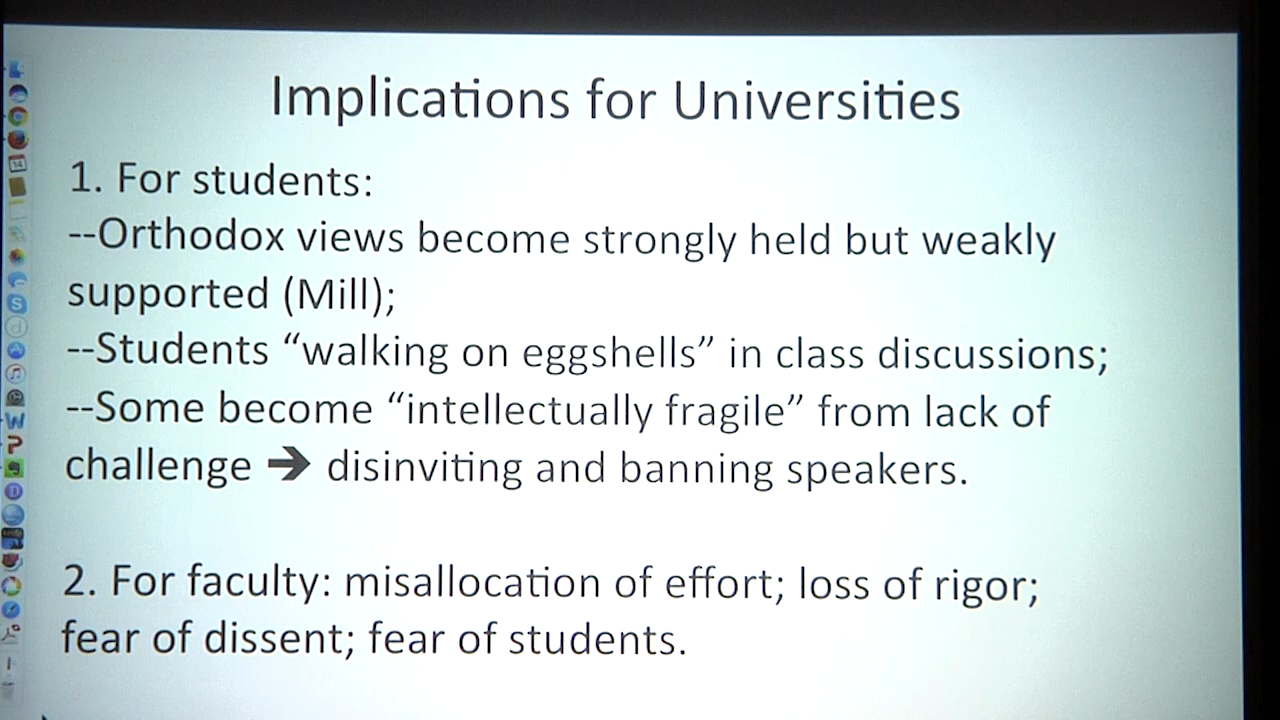 Implications for Universities
1. For students:
--Orthodox views become strongly held but weakly
supported (Mill);
--Students “walking on eggshells” in class discussions;
--Some become “intellectually fragile” from lack of
challenge ➔ disinviting and banning speakers.
2. For faculty: misallocation of effort; loss of rigor;
fear of dissent; fear of students.